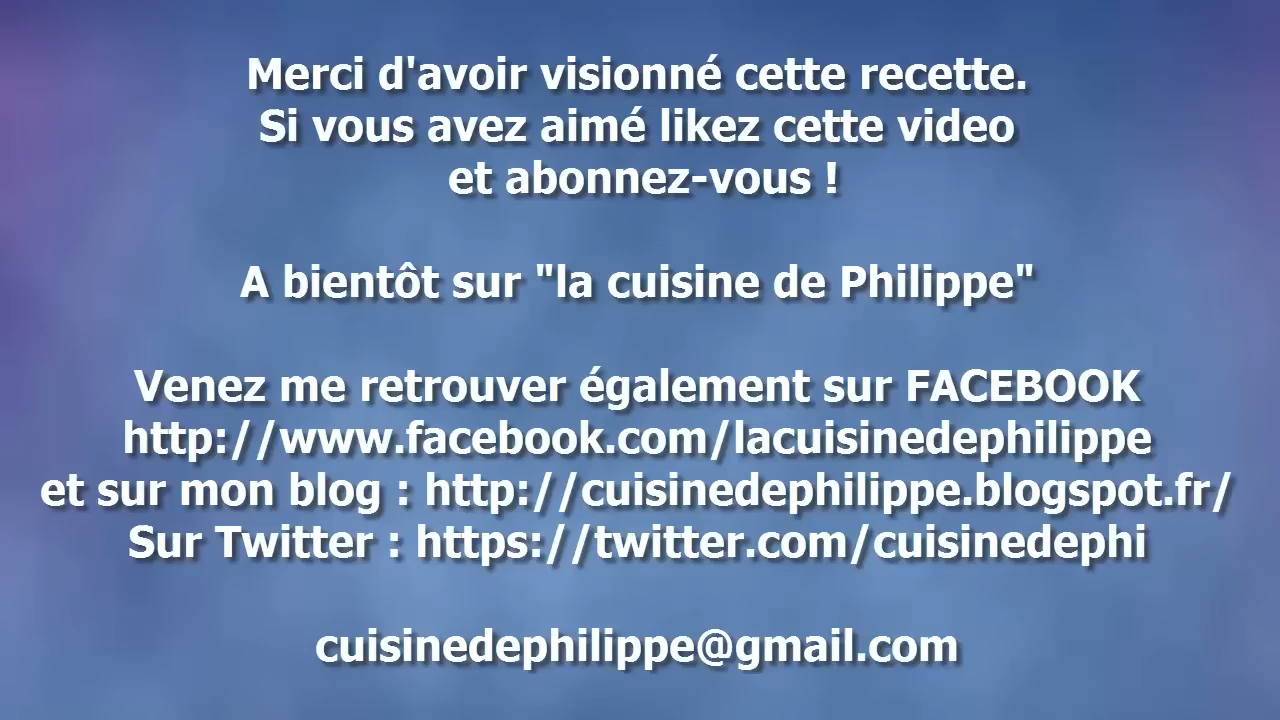 Merci d'avoir visionné cette recette.
Si vous avez aimé likez cette video
et abonnez-vous !
A bientôt sur "la cuisine de Philippe"
Venez me retrouver également sur FACEBOOK
http://www.facebook.com/lacuisinedephilippe
et sur mon blog : http://cuisinedephilippe.blogspot.fr/
Sur Twitter : https://twitter.com/cuisinedephi
cuisinedephilippe@gmail.com